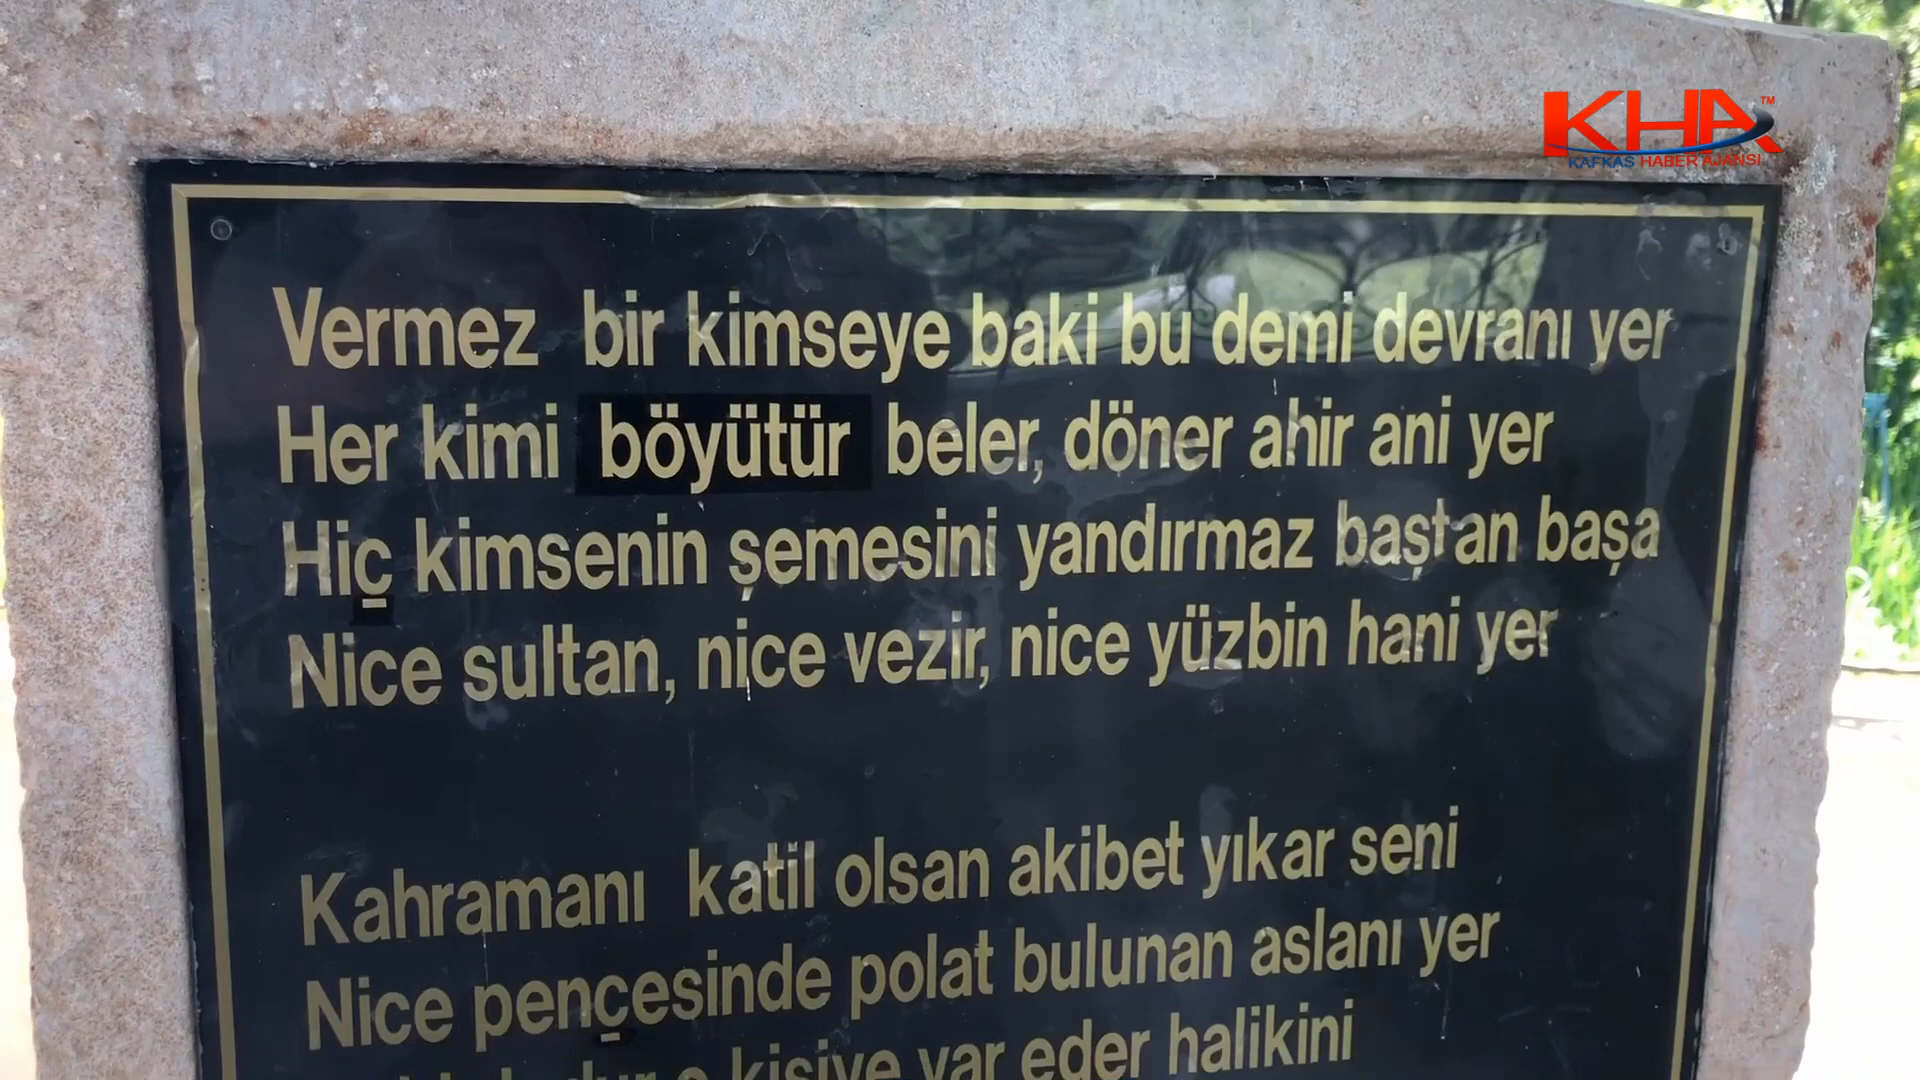 KHA™
KAFKAS HABER AJANSI
Vermez bir kimseye baki bu demi devranı yer
Her kimi böyütür beler, döner ahir ani yer
Hiç kimsenin şemesini yandırmaz baştan başa
Nice sultan, nice vezir, nice yüzbin hani yer
Kahramanı katil olsan akibet yıkar seni
Nice pençesinde polat bulunan aslanı yer
o kişiye var eder halikini